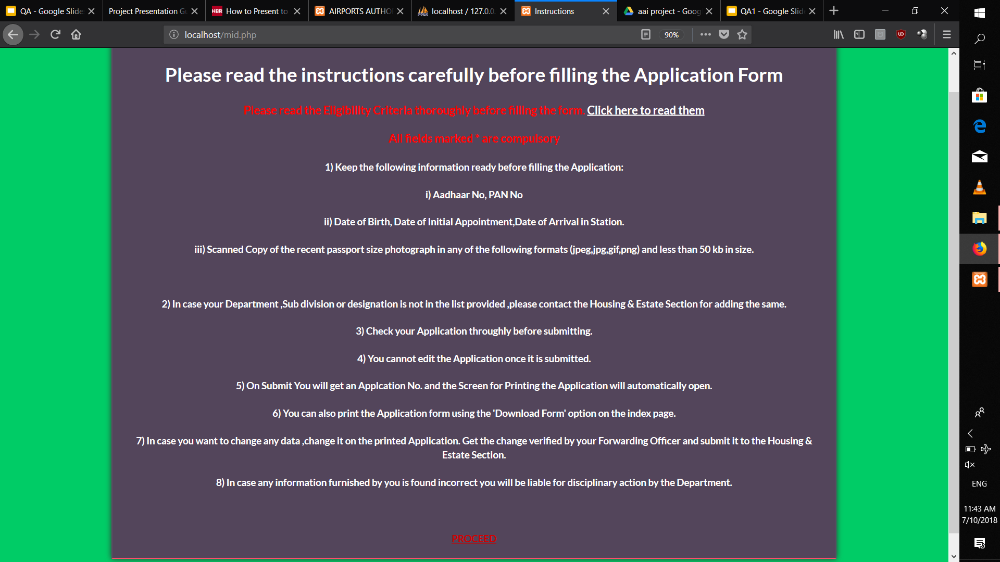 QA - Google Slide
Project Presentation Gu
HBR
How to Present to
AIRPORTS AUTHO
localhost / 127.0.0.
Instructions
aai project - Goog
QA1 - Google Slid
localhost/mid.php
90%
Please read the instructions carefully before filling the Application Form
Please read the Eligibility Criteria thoroughly before filling the form. Click here to read them
All fields marked * are compulsory
1) Keep the following information ready before filling the Application:
i) Aadhaar No, PAN No
ii) Date of Birth, Date of Initial Appointment,Date of Arrival in Station.
iii) Scanned Copy of the recent passport size photograph in any of the following formats (jpeg,jpg,gif,png) and less than 50 kb in size.
2) In case your Department ,Sub division or designation is not in the list provided ,please contact the Housing & Estate Section for adding the same.
3) Check your Application throughly before submitting.
4) You cannot edit the Application once it is submitted.
5) On Submit You will get an Applcation No. and the Screen for Printing the Application will automatically open.
6) You can also print the Application form using the 'Download Form' option on the index page.
7) In case you want to change any data ,change it on the printed Application. Get the change verified by your Forwarding Officer and submit it to the Housing &
Estate Section.
8) In case any information furnished by you is found incorrect you will be liable for disciplinary action by the Department.
PROCEED
ENG
11:43 AM
7/10/2018